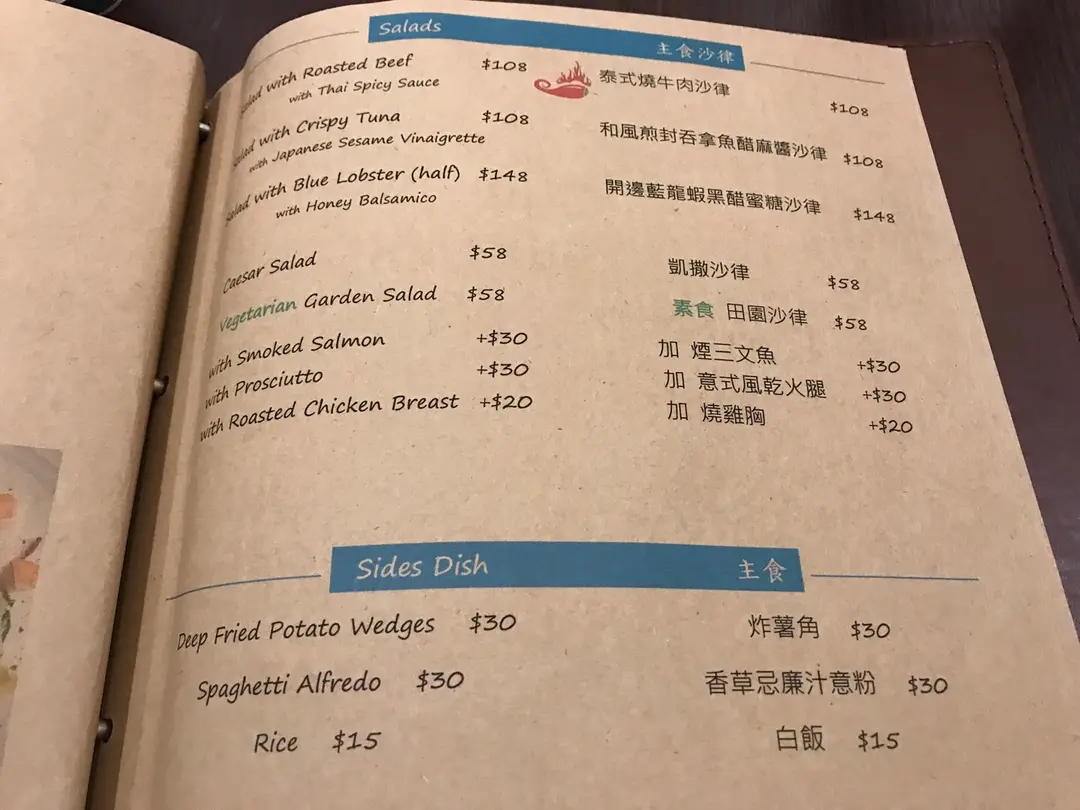 Salads 主食沙律
Salad with Roasted Beef $108 泰式燒牛肉沙律 $108
with Thai Spicy Sauce
Salad with Crispy Tuna $108 和風煎封吞拿魚醋麻醬沙律 $108
with Japanese Sesame Vinaigrette
Salad with Blue Lobster (half) $148 開邊藍龍蝦黑醋蜜糖沙律 $148
with Honey Balsamico
Caesar Salad $58 凱撒沙律 $58
Vegetarian Garden Salad $58 素食 田園沙律 $58
with Smoked Salmon +$30 加 煙三文魚 +$30
with Prosciutto +$30 加 意式風乾火腿 +$30
with Roasted Chicken Breast +$20 加 燒雞胸 +$20
Sides Dish 主食
Deep Fried Potato Wedges $30 炸薯角 $30
Spaghetti Alfredo $30 香草忌廉汁意粉 $30
Rice $15 白飯 $15